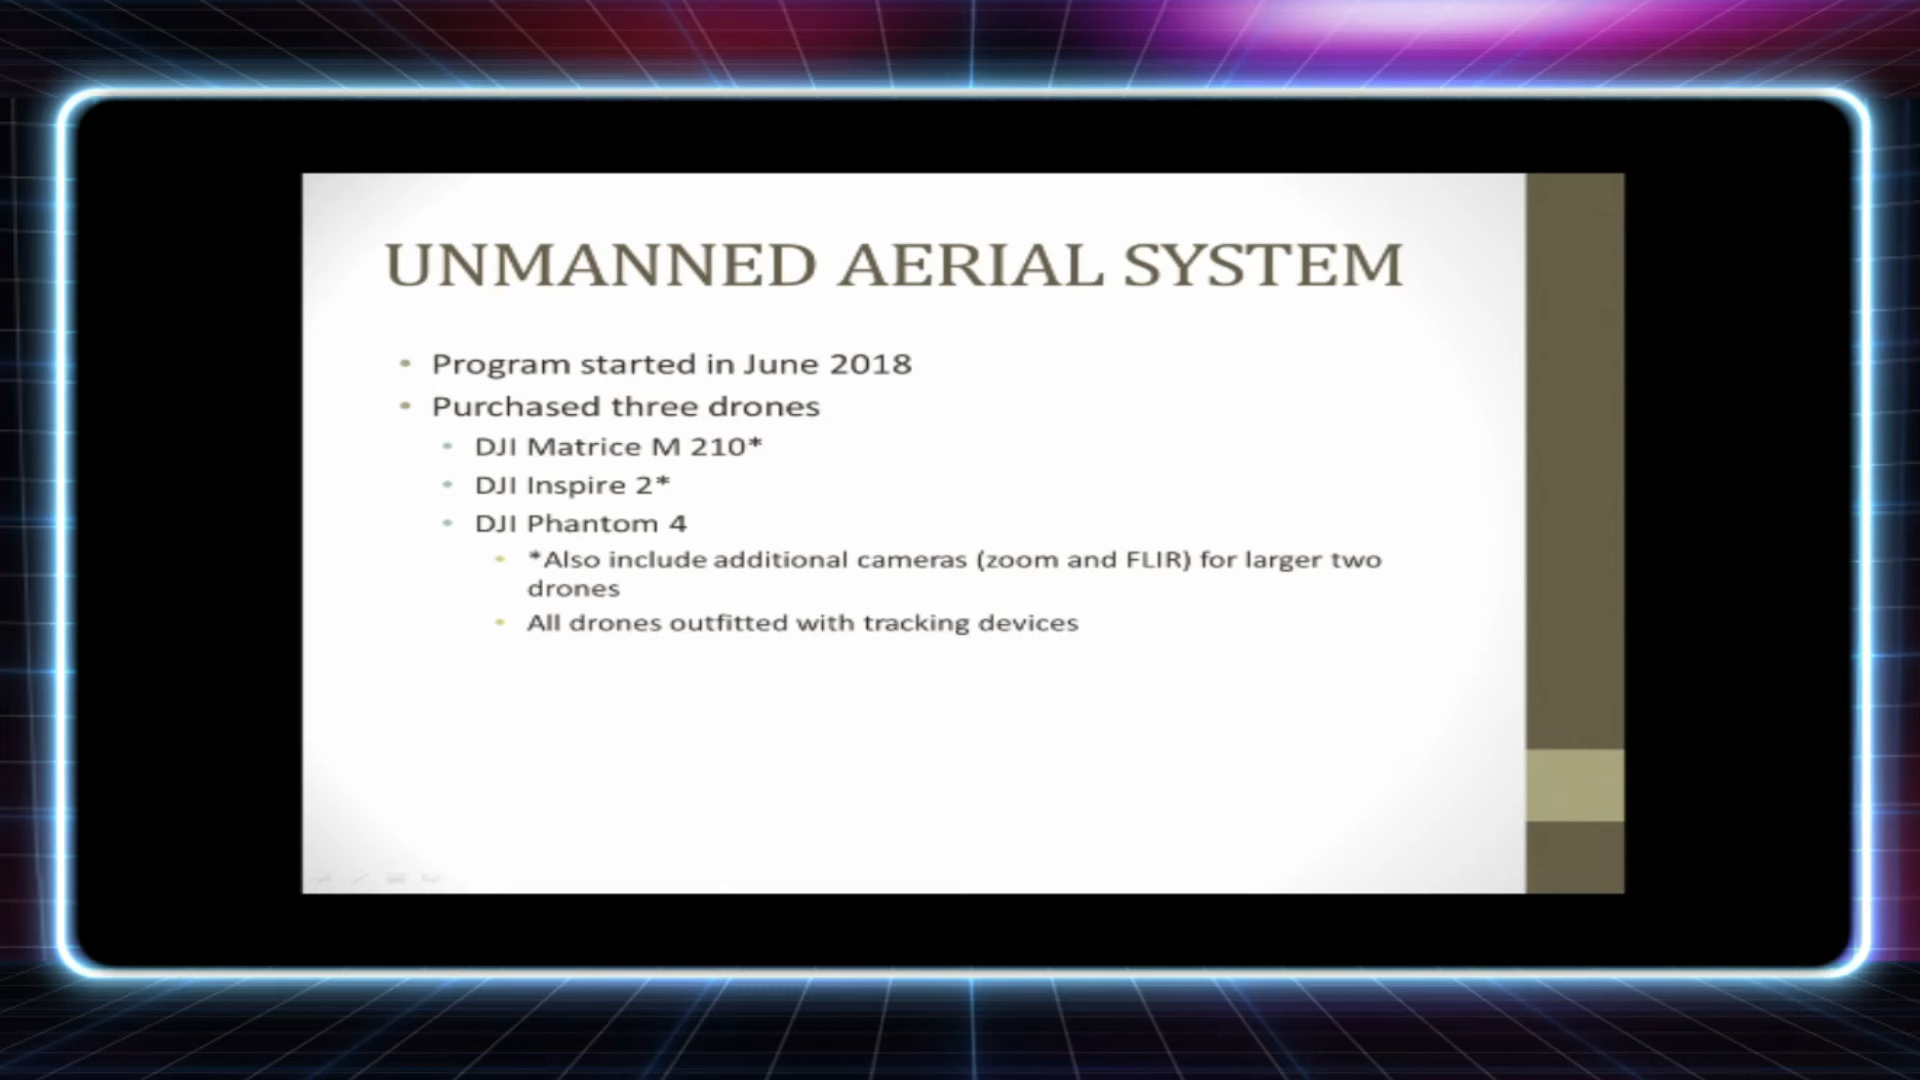 UNMANNED AERIAL SYSTEM
• Program started in June 2018
• Purchased three drones
• DJI Matrice M 210*
• DJI Inspire 2*
• DJI Phantom 4
• *Also include additional cameras (zoom and FLIR) for larger two
drones
• All drones outfitted with tracking devices